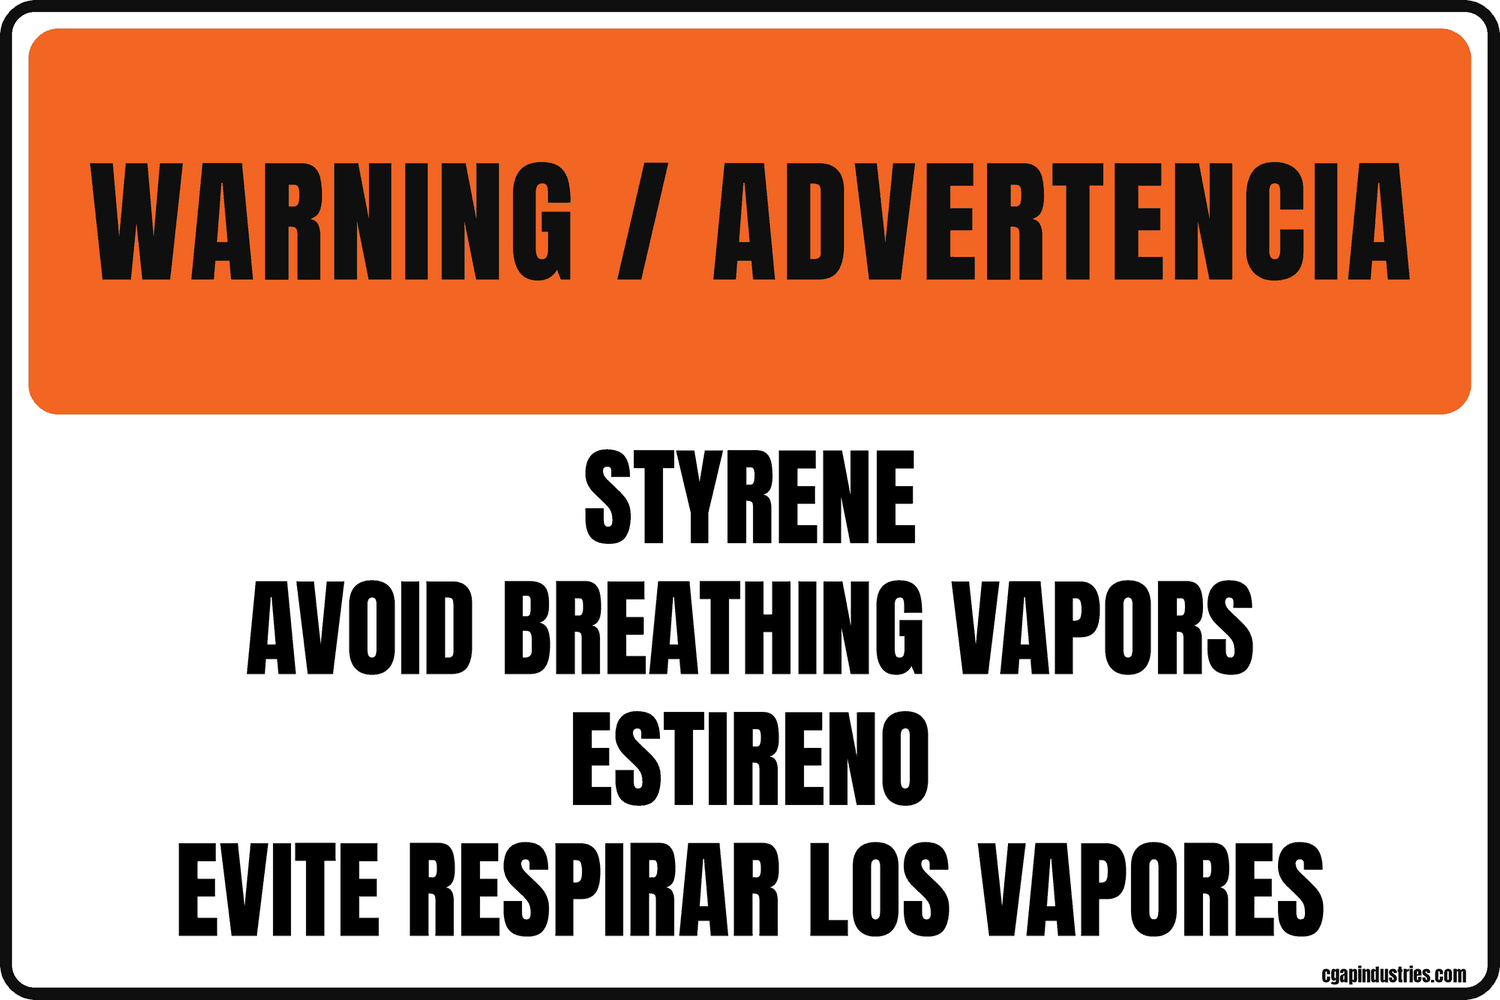 WARNING / ADVERTENCIA
STYRENE
AVOID BREATHING VAPORS
ESTIRENO
EVITE RESPIRAR LOS VAPORES
cgapindustries.com